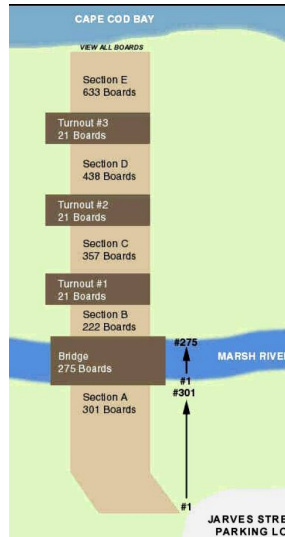 CAPE COD BAY
VIEW ALL BOARDS
Section E
633 Boards
Turnout #3
21 Boards
Section D
438 Boards
Turnout #2
21 Boards
Section C
357 Boards
Turnout #1
21 Boards
Section B
222 Boards
#275
Bridge
275 Boards
MARSH RIVE
#1
#301
Section A
301 Boards
#1
JARVES STRE
PARKING LO